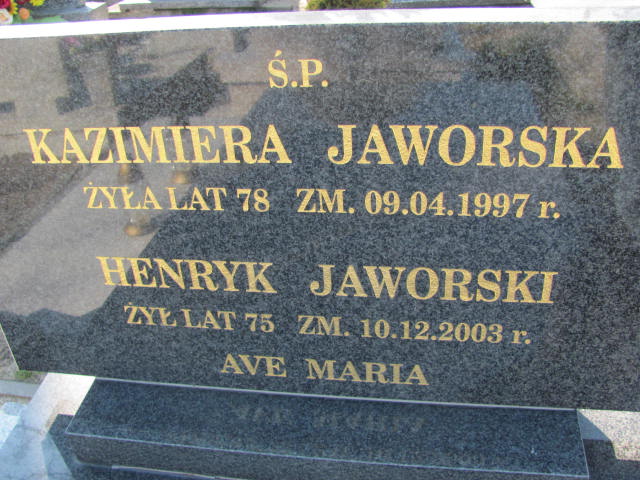 Ś.P.
KAZIMIERA JAWORSKA
ŻYŁA LAT 78 ZM. 09.04.1997 r.
HENRYK JAWORSKI
ŻYŁ LAT 75 ZM. 10.12.2003 r.
AVE MARIA